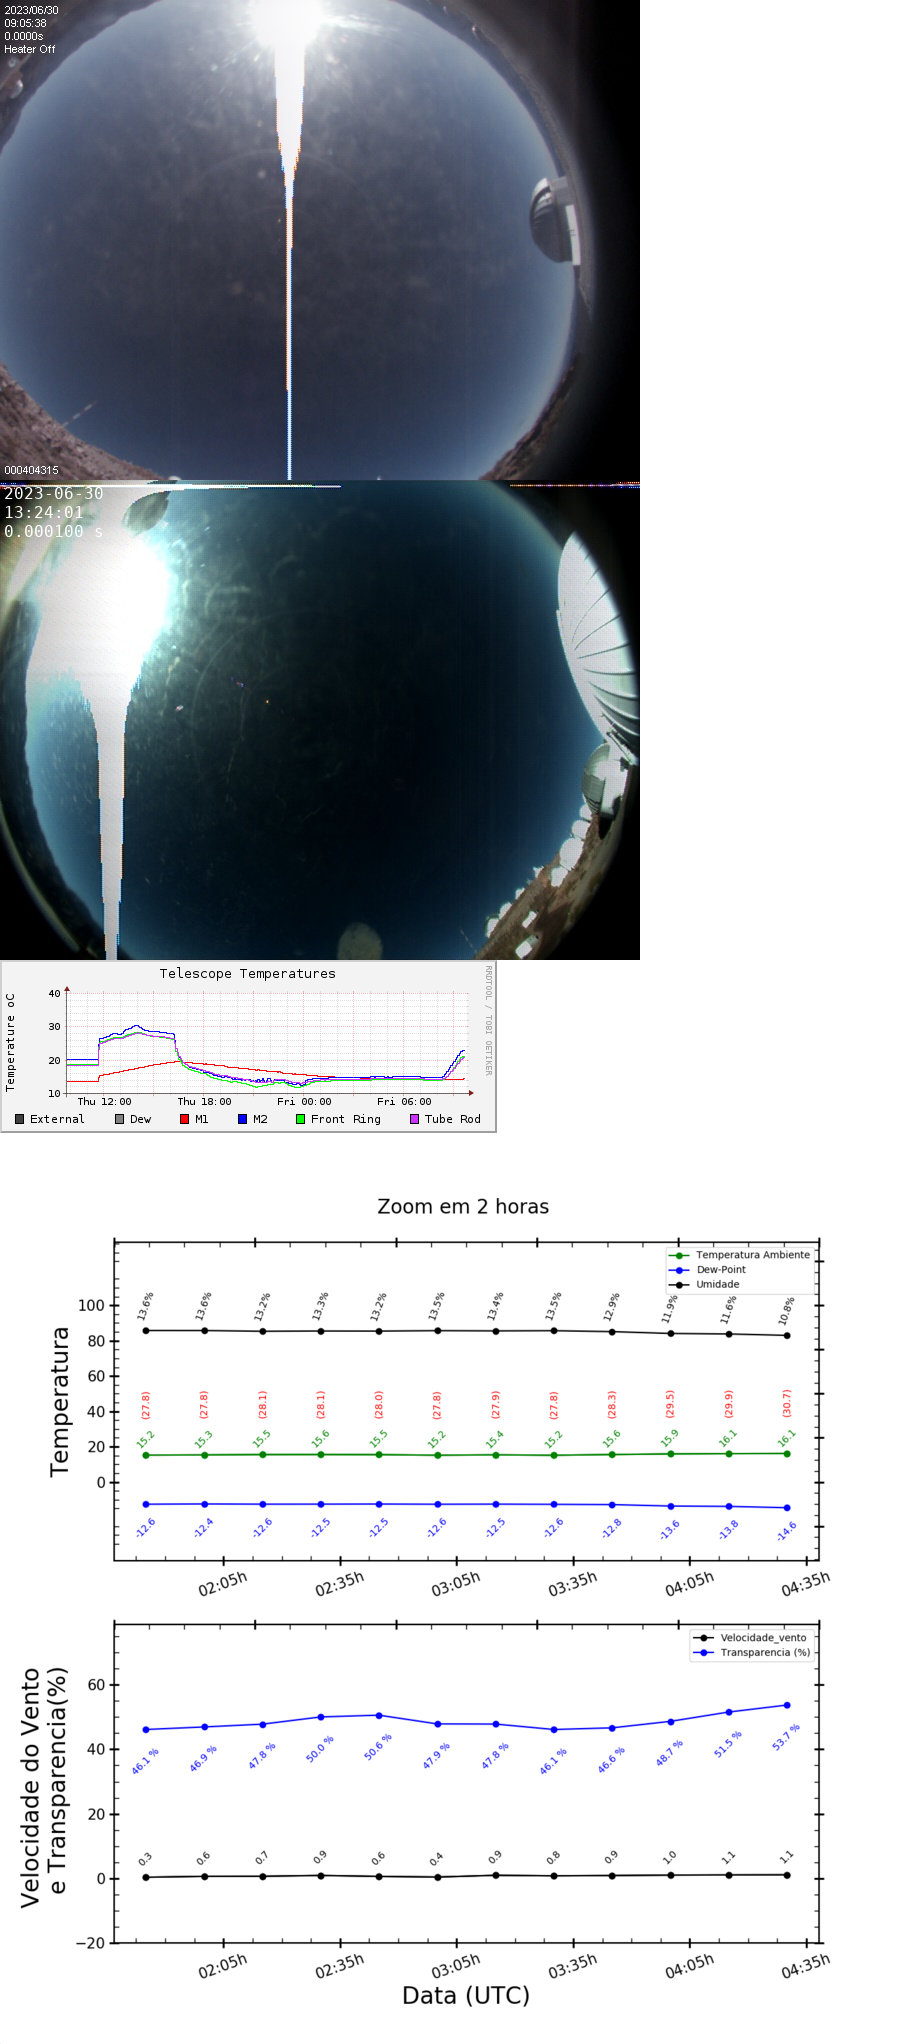 2023/06/30
09:05:38
0.0000s
Heater Off
000404315
2023-06-30
13:24:01
0.000100 s
Telescope Temperatures
RRDTOOL / TOBI OETIKER
Temperature oC
40
30
20
10
Thu 12:00 Thu 18:00 Fri 00:00 Fri 06:00
External Dew M1 M2 Front Ring Tube Rod
Zoom em 2 horas
Temperatura Ambiente
Dew-Point
Umidade
Temperatura
100
80
60
40
20
0
13.6% 13.6% 13.2% 13.3% 13.2% 13.5% 13.4% 13.5% 12.9% 11.9% 11.6% 10.8%
(27.8) (27.8) (28.1) (28.1) (28.0) (27.8) (27.9) (27.8) (28.3) (29.5) (29.9) (30.7)
15.2 15.3 15.5 15.6 15.5 15.2 15.4 15.2 15.6 15.9 16.1 16.1
-12.6 -12.4 -12.6 -12.5 -12.5 -12.6 -12.5 -12.6 -12.8 -13.6 -13.8 -14.6
02:05h 02:35h 03:05h 03:35h 04:05h 04:35h
Velocidade_vento
Transparencia (%)
Velocidade do Vento
e Transparencia(%)
60
40
20
0
−20
46.1 % 46.9 % 47.8 % 50.0 % 50.6 % 47.9 % 47.8 % 46.1 % 46.6 % 48.7 % 51.5 % 53.7 %
0.3 0.6 0.7 0.9 0.6 0.4 0.9 0.8 0.9 1.0 1.1 1.1
02:05h 02:35h 03:05h 03:35h 04:05h 04:35h
Data (UTC)